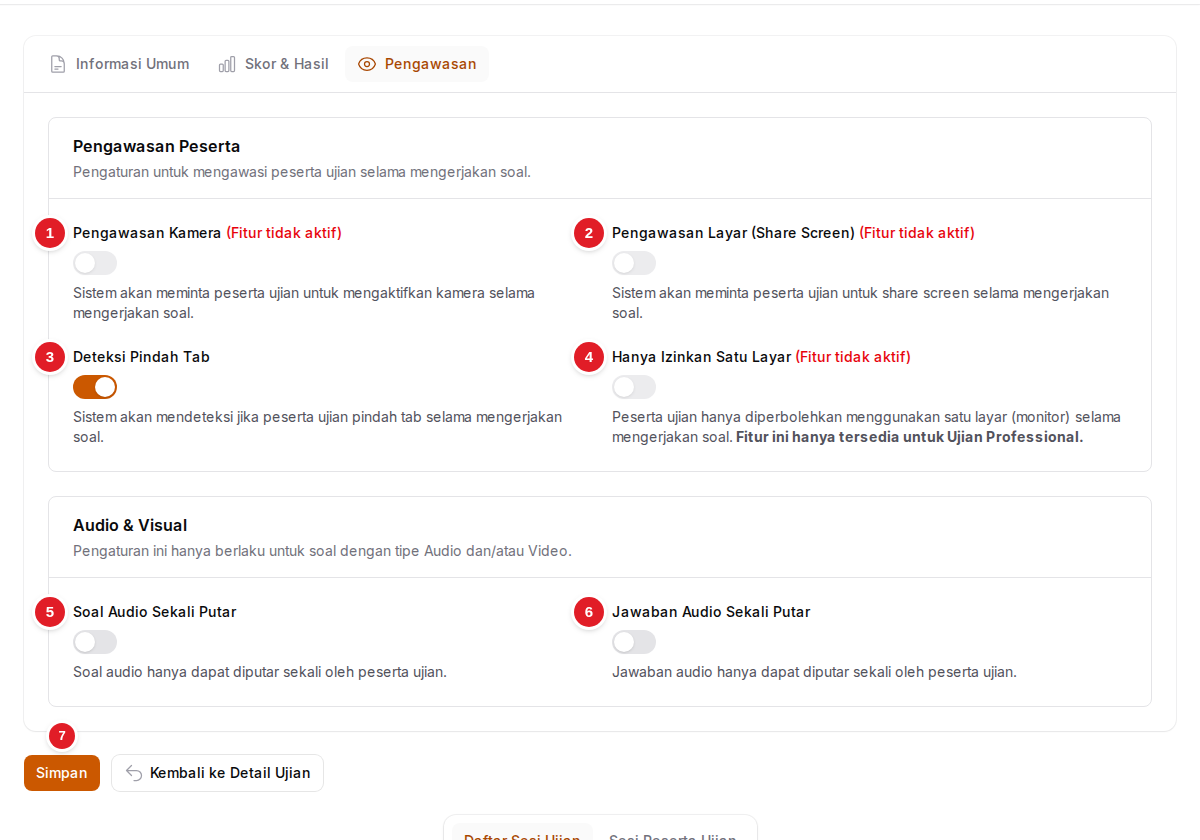 Informasi Umum Skor & Hasil Pengawasan
Pengawasan Peserta
Pengaturan untuk mengawasi peserta ujian selama mengerjakan soal.
1 Pengawasan Kamera (Fitur tidak aktif)
Sistem akan meminta peserta ujian untuk mengaktifkan kamera selama
mengerjakan soal.
2 Pengawasan Layar (Share Screen) (Fitur tidak aktif)
Sistem akan meminta peserta ujian untuk share screen selama mengerjakan
soal.
3 Deteksi Pindah Tab
Sistem akan mendeteksi jika peserta ujian pindah tab selama mengerjakan
soal.
4 Hanya Izinkan Satu Layar (Fitur tidak aktif)
Peserta ujian hanya diperbolehkan menggunakan satu layar (monitor) selama
mengerjakan soal. Fitur ini hanya tersedia untuk Ujian Professional.
Audio & Visual
Pengaturan ini hanya berlaku untuk soal dengan tipe Audio dan/atau Video.
5 Soal Audio Sekali Putar
Soal audio hanya dapat diputar sekali oleh peserta ujian.
6 Jawaban Audio Sekali Putar
Jawaban audio hanya dapat diputar sekali oleh peserta ujian.
7
Simpan Kembali ke Detail Ujian
Daftar Sesi Ujian Sesi Peserta Ujian